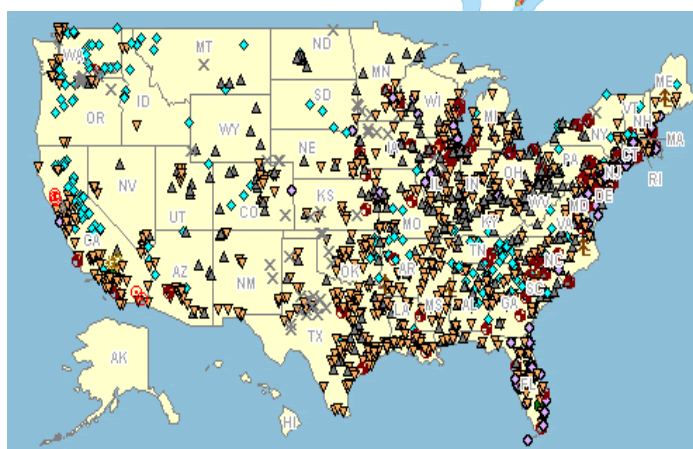 WA
MT
ND
MN
ME
VT
NH
OR
ID
SD
WI
MI
NY
MA
WY
IA
CT
RI
NE
PA
NJ
NV
IL
IN
OH
DE
MD
UT
CO
KS
MO
KY
WV
VA
CA
TN
NC
AZ
NM
OK
AR
SC
TX
LA
MS
AL
GA
AK
FL
HI